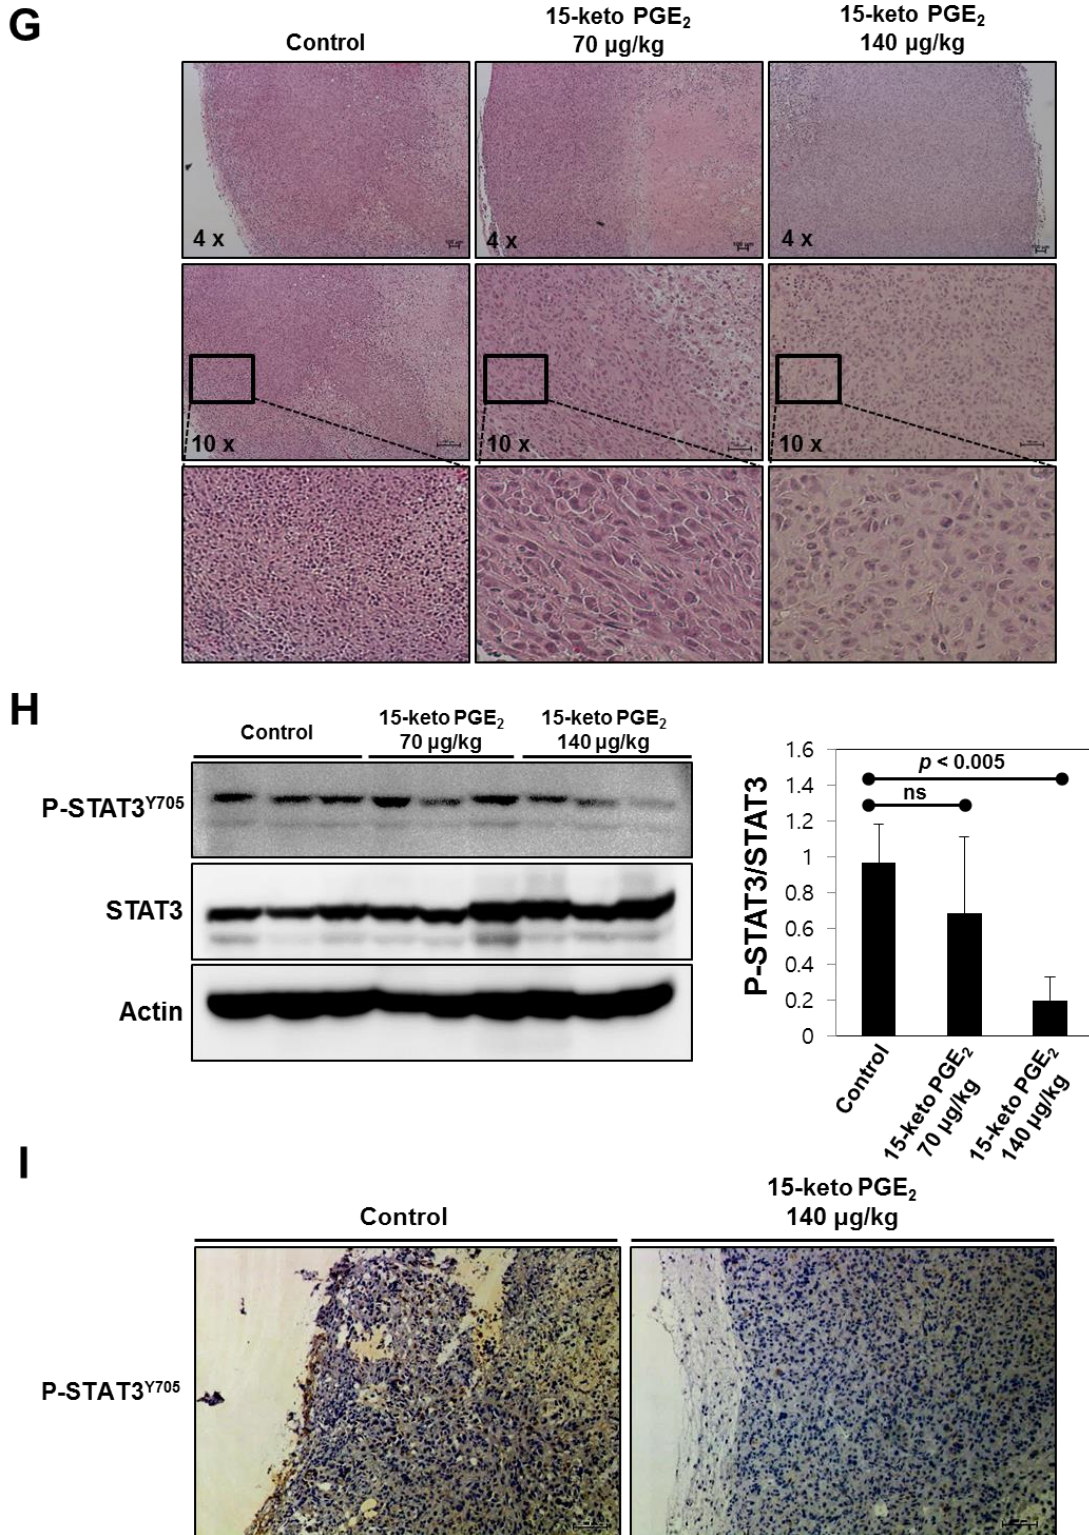 G
Control
15-keto PGE₂
70 µg/kg
15-keto PGE₂
140 µg/kg
4 x
4 x
4 x
10 x
10 x
10 x
H
Control
15-keto PGE₂
70 µg/kg
15-keto PGE₂
140 µg/kg
P-STAT3ʸ⁷⁰⁵
STAT3
Actin
P-STAT3/STAT3
1.6
1.4
1.2
1
0.8
0.6
0.4
0.2
0
p < 0.005
ns
Control
15-keto PGE₂
70 µg/kg
15-keto PGE₂
140 µg/kg
I
Control
15-keto PGE₂
140 µg/kg
P-STAT3ʸ⁷⁰⁵